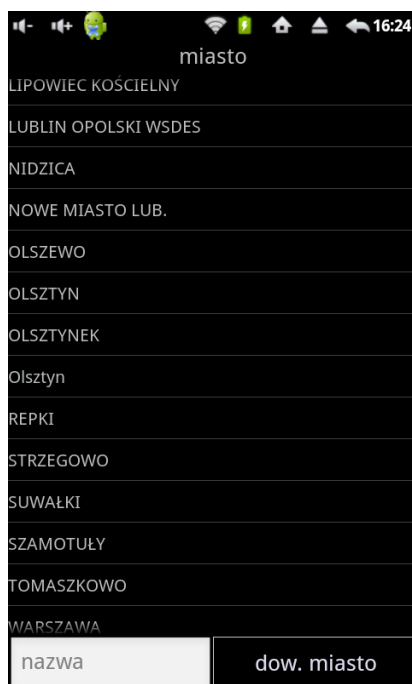 16:24
miasto
LIPOWIEC KOŚCIELNY
LUBLIN OPOLSKI WSDES
NIDZICA
NOWE MIASTO LUB.
OLSZEWO
OLSZTYN
OLSZTYNEK
Olsztyn
REPKI
STRZEGOWO
SUWAŁKI
SZAMOTUŁY
TOMASZKOWO
WARSZAWA
nazwa dow. miasto